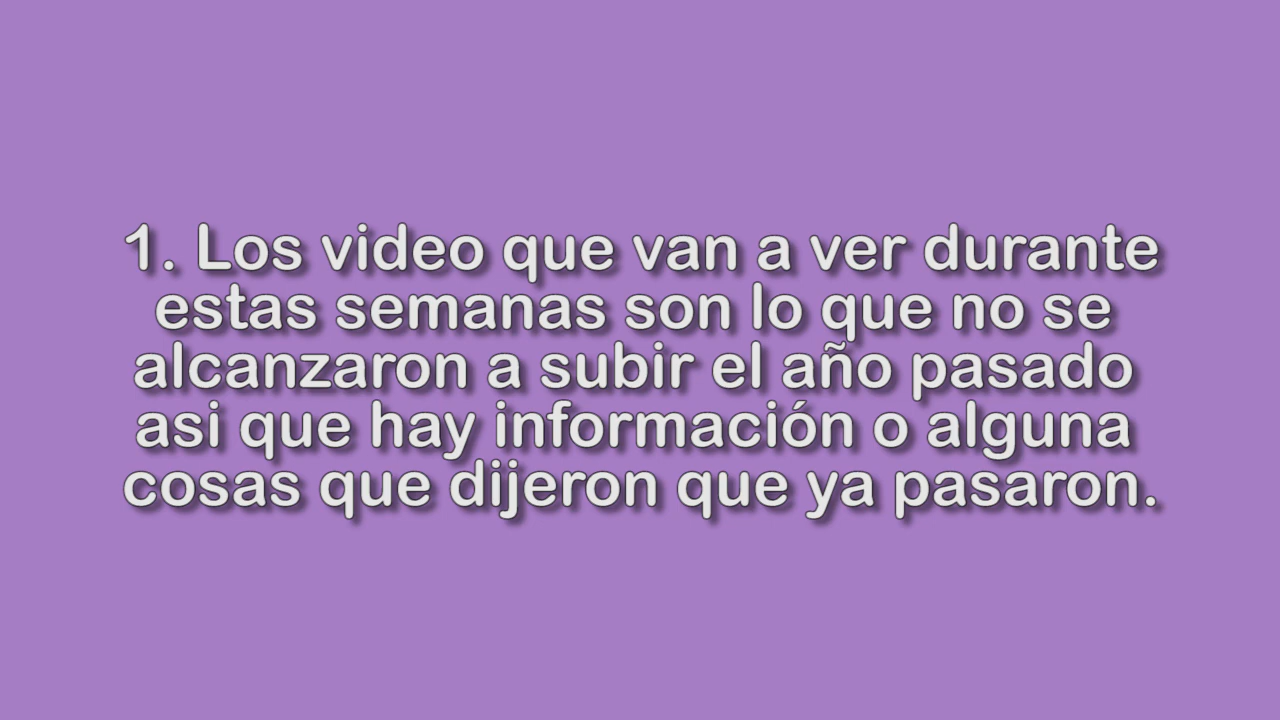 1. Los video que van a ver durante
estas semanas son lo que no se
alcanzaron a subir el año pasado
asi que hay información o alguna
cosas que dijeron que ya pasaron.